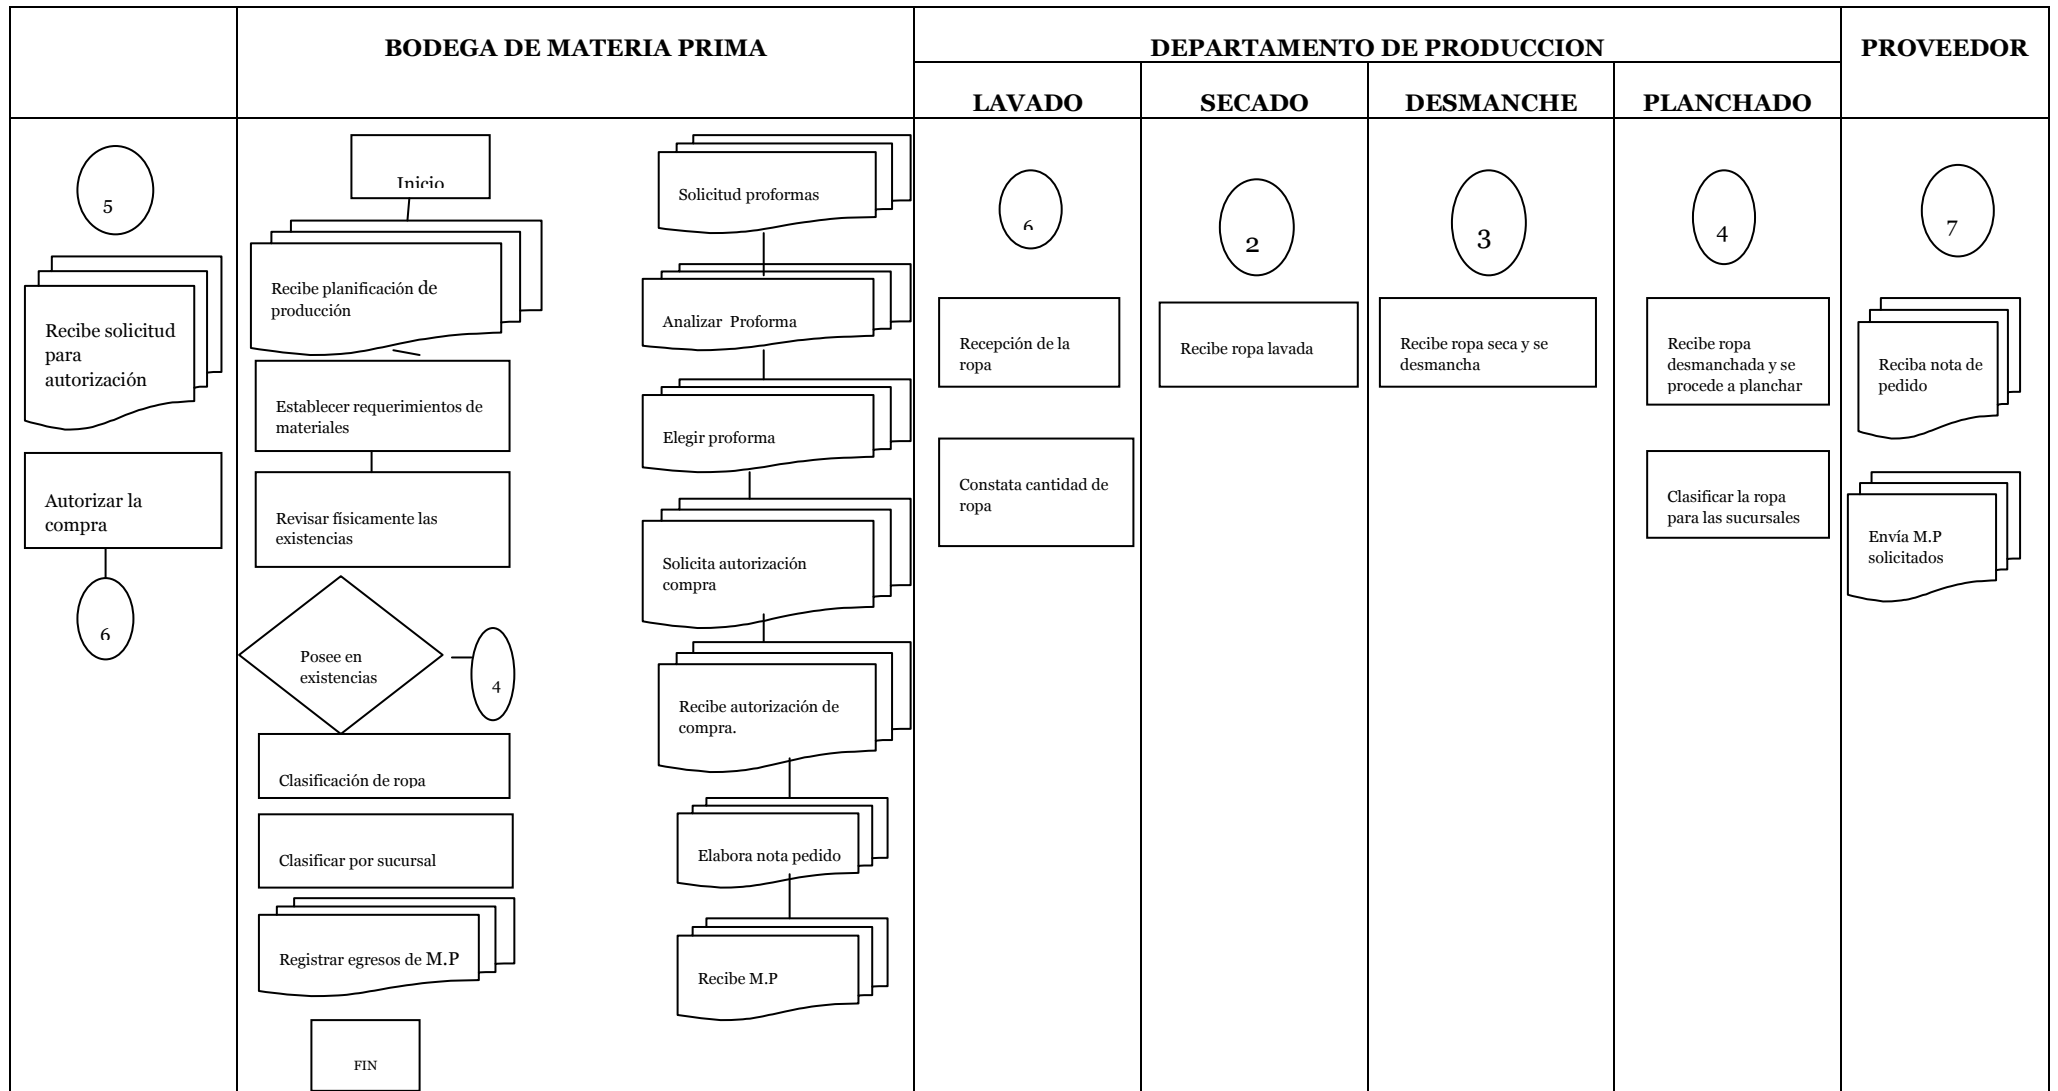 BODEGA DE MATERIA PRIMA
DEPARTAMENTO DE PRODUCCION
PROVEEDOR
LAVADO
SECADO
DESMANCHE
PLANCHADO
5
Recibe solicitud
para
autorización
Autorizar la
compra
6
Inicio
Recibe planificación de
producción
Establecer requerimientos de
materiales
Revisar físicamente las
existencias
Posee en
existencias
4
Clasificación de ropa
Clasificar por sucursal
Registrar egresos de M.P
FIN
Solicitud proformas
Analizar Proforma
Elegir proforma
Solicita autorización
compra
Recibe autorización de
compra.
Elabora nota pedido
Recibe M.P
6
Recepción de la
ropa
Constata cantidad de
ropa
2
Recibe ropa lavada
3
Recibe ropa seca y se
desmancha
4
Recibe ropa
desmanchada y se
procede a planchar
Clasificar la ropa
para las sucursales
7
Reciba nota de
pedido
Envía M.P
solicitados